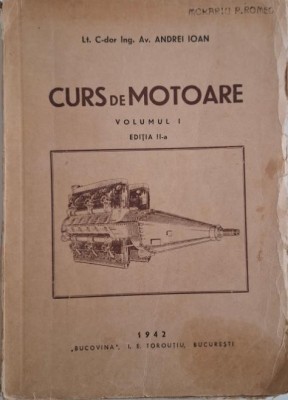 Lt. C-dor Ing. Av. ANDREI IOAN
CURS DE MOTOARE
VOLUMUL I
EDIȚIA II-a
1942
„BUCOVINA", I. E. TOROUȚIU, BUCUREȘTI